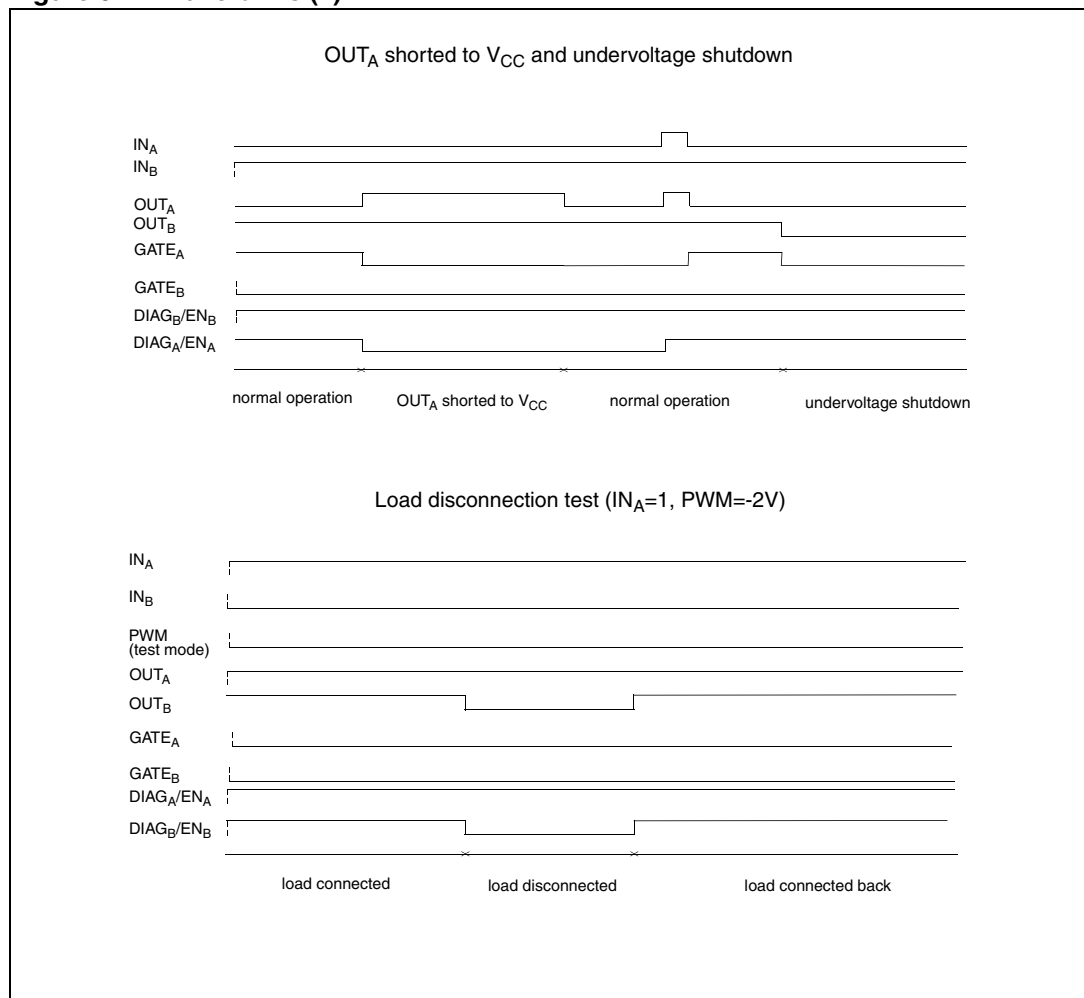 OUTA shorted to VCC and undervoltage shutdown
INA
INB
OUTA
OUTB
GATEA
GATEB
DIAGB/ENB
DIAGA/ENA
normal operation
OUTA shorted to VCC
normal operation
undervoltage shutdown
Load disconnection test (INA=1, PWM=-2V)
INA
INB
PWM
(test mode)
OUTA
OUTB
GATEA
GATEB
DIAGA/ENA
DIAGB/ENB
load connected
load disconnected
load connected back